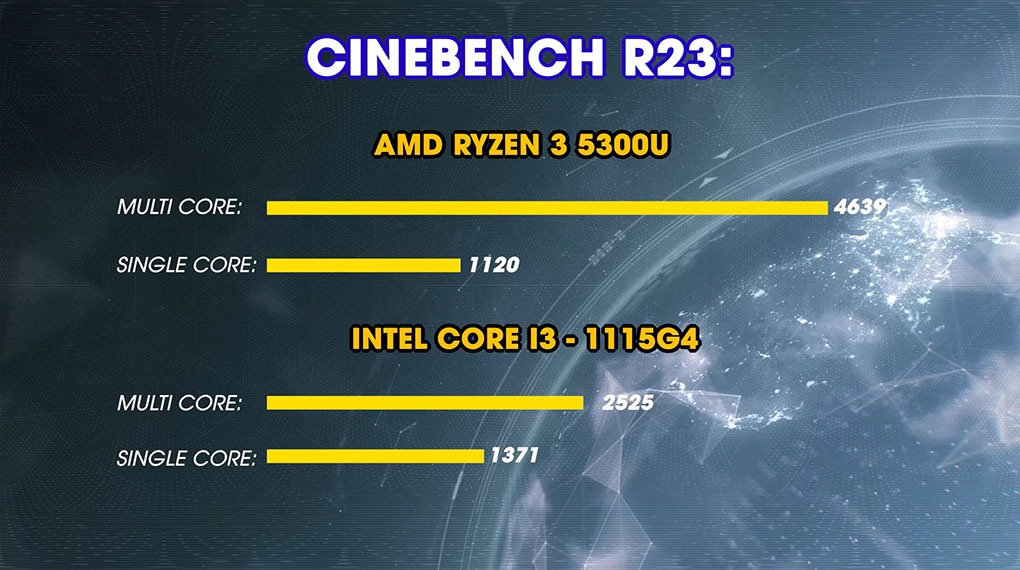 CINEBENCH R23:
AMD RYZEN 3 5300U
MULTI CORE: 4639
SINGLE CORE: 1120
INTEL CORE I3 - 1115G4
MULTI CORE: 2525
SINGLE CORE: 1371